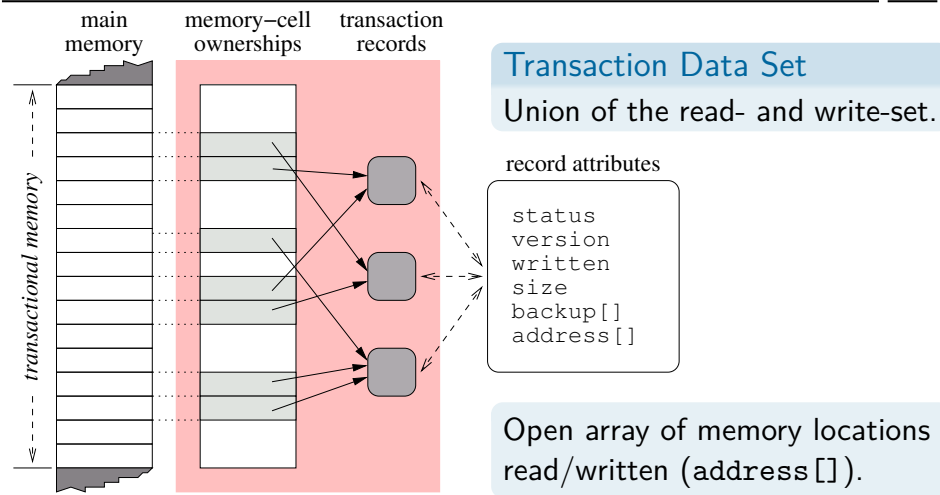 main
memory
memory-cell
ownerships
transaction
records
transactional memory
Transaction Data Set
Union of the read- and write-set.
record attributes
status
version
written
size
backup[]
address[]
Open array of memory locations
read/written (address[]).